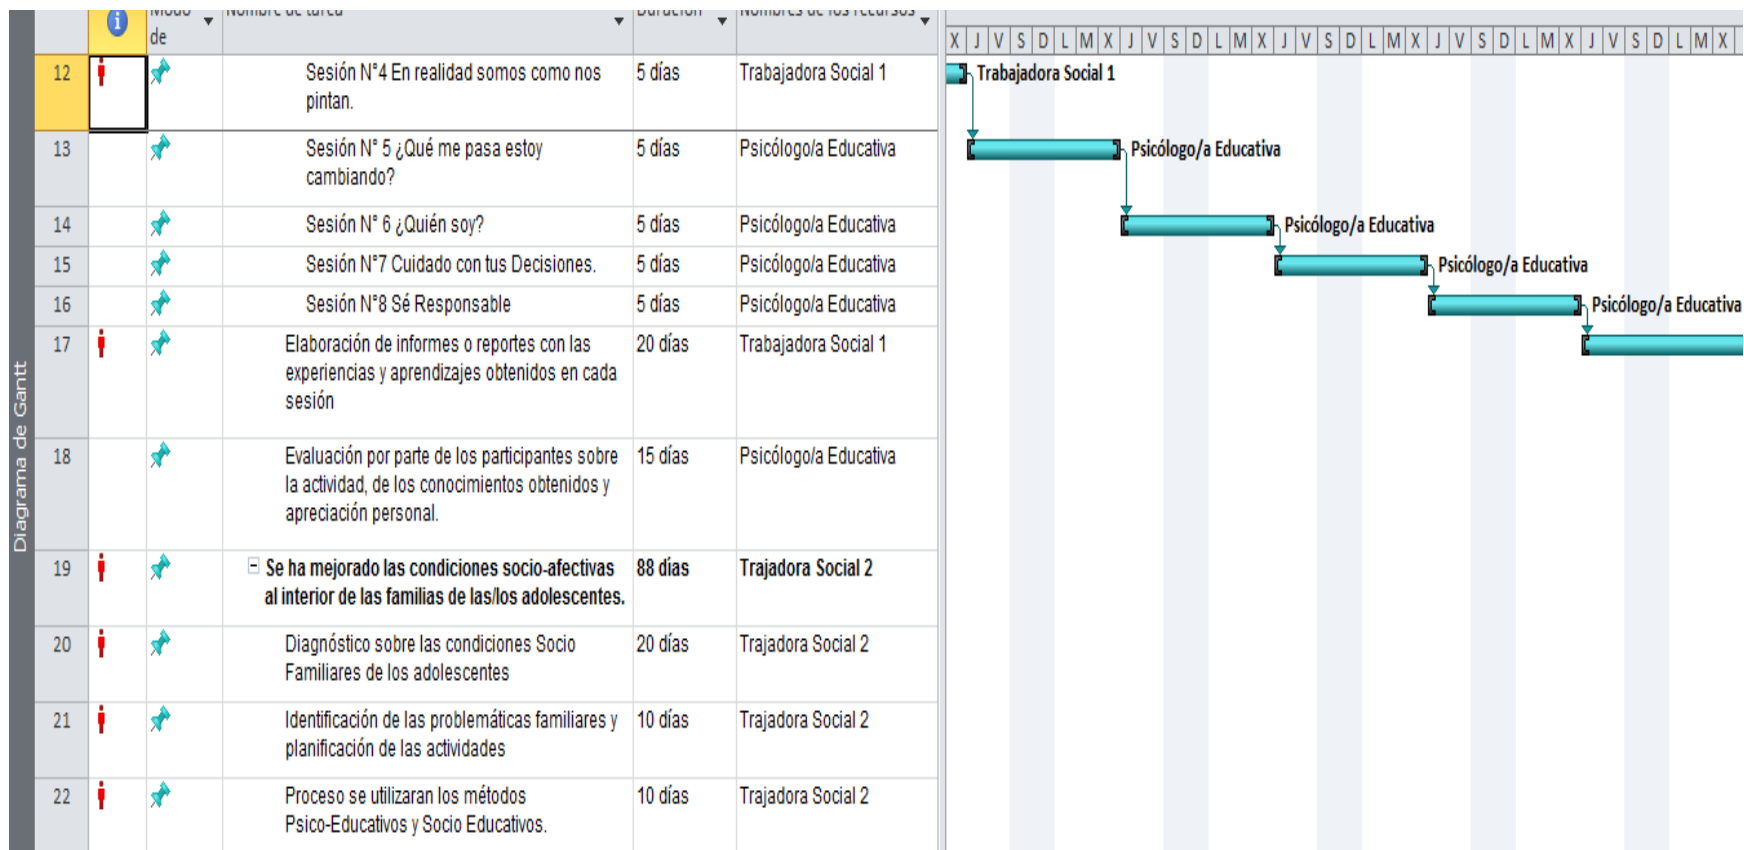 Modo de
Nombre de tarea
Duración
Nombres de los recursos
X J V S D L M X J V S D L M X J V S D L M X J V S D L M X J V S D L M X
12
Sesión N°4 En realidad somos como nos
pintan.
5 días
Trabajadora Social 1
Trabajadora Social 1
13
Sesión N° 5 ¿Qué me pasa estoy
cambiando?
5 días
Psicólogo/a Educativa
Psicólogo/a Educativa
14
Sesión N° 6 ¿Quién soy?
5 días
Psicólogo/a Educativa
Psicólogo/a Educativa
15
Sesión N°7 Cuidado con tus Decisiones.
5 días
Psicólogo/a Educativa
Psicólogo/a Educativa
16
Sesión N°8 Sé Responsable
5 días
Psicólogo/a Educativa
Psicólogo/a Educativa
17
Elaboración de informes o reportes con las
experiencias y aprendizajes obtenidos en cada
sesión
20 días
Trabajadora Social 1
18
Evaluación por parte de los participantes sobre
la actividad, de los conocimientos obtenidos y
apreciación personal.
15 días
Psicólogo/a Educativa
19
Se ha mejorado las condiciones socio-afectivas
al interior de las familias de las/los adolescentes.
88 días
Trajadora Social 2
20
Diagnóstico sobre las condiciones Socio
Familiares de los adolescentes
20 días
Trajadora Social 2
21
Identificación de las problemáticas familiares y
planificación de las actividades
10 días
Trajadora Social 2
22
Proceso se utilizaran los métodos
Psico-Educativos y Socio Educativos.
10 días
Trajadora Social 2
Diagrama de Gantt